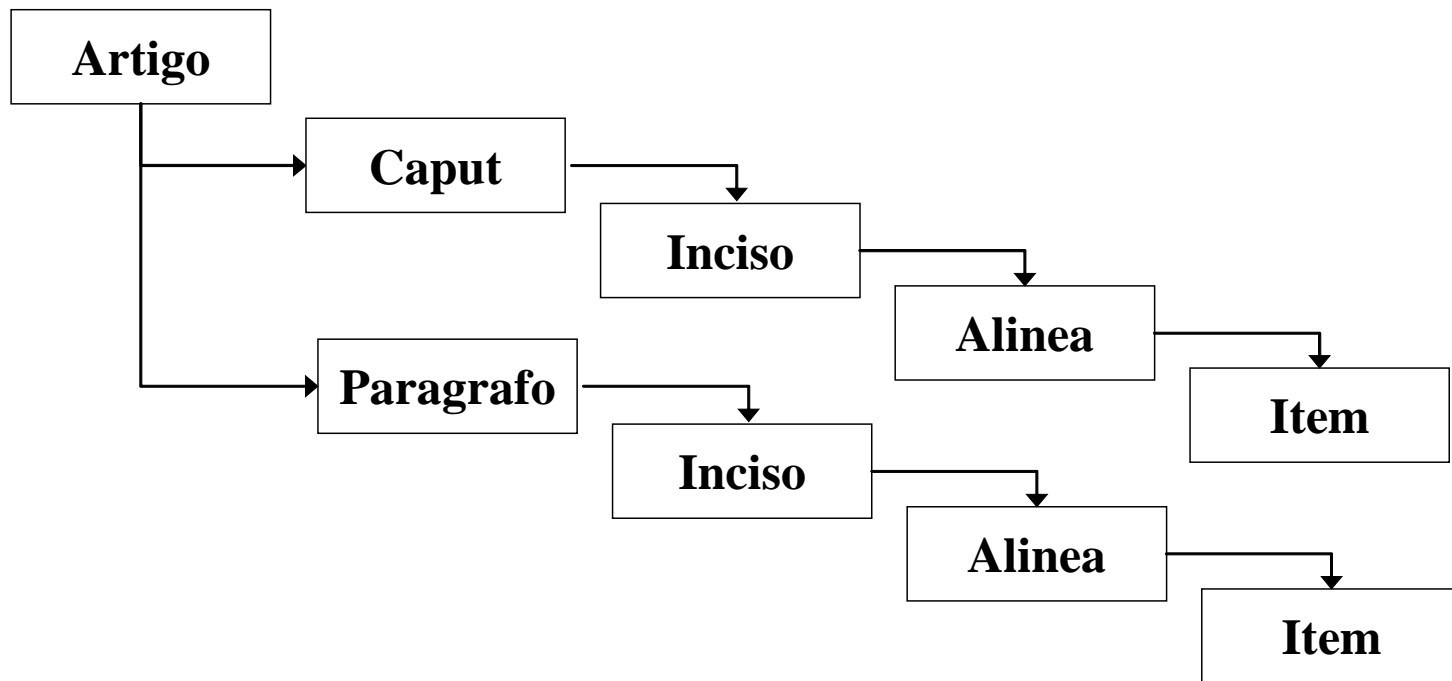 Artigo
Caput
Inciso
Alinea
Item
Paragrafo
Inciso
Alinea
Item